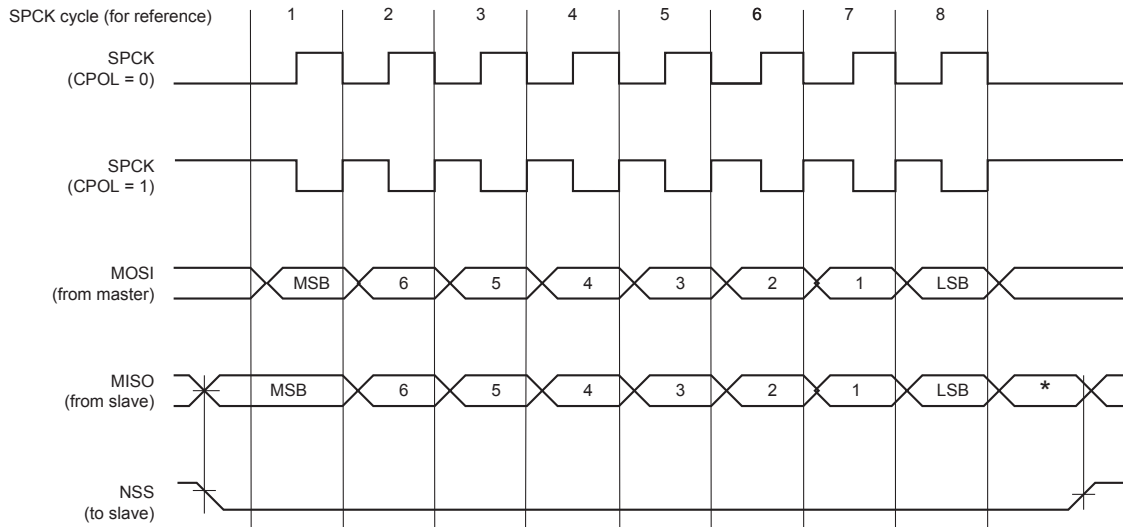 SPCK cycle (for reference) 1 2 3 4 5 6 7 8
SPCK
(CPOL = 0)
SPCK
(CPOL = 1)
MOSI
(from master)
MSB 6 5 4 3 2 1 LSB
MISO
(from slave)
MSB 6 5 4 3 2 1 LSB *
NSS
(to slave)